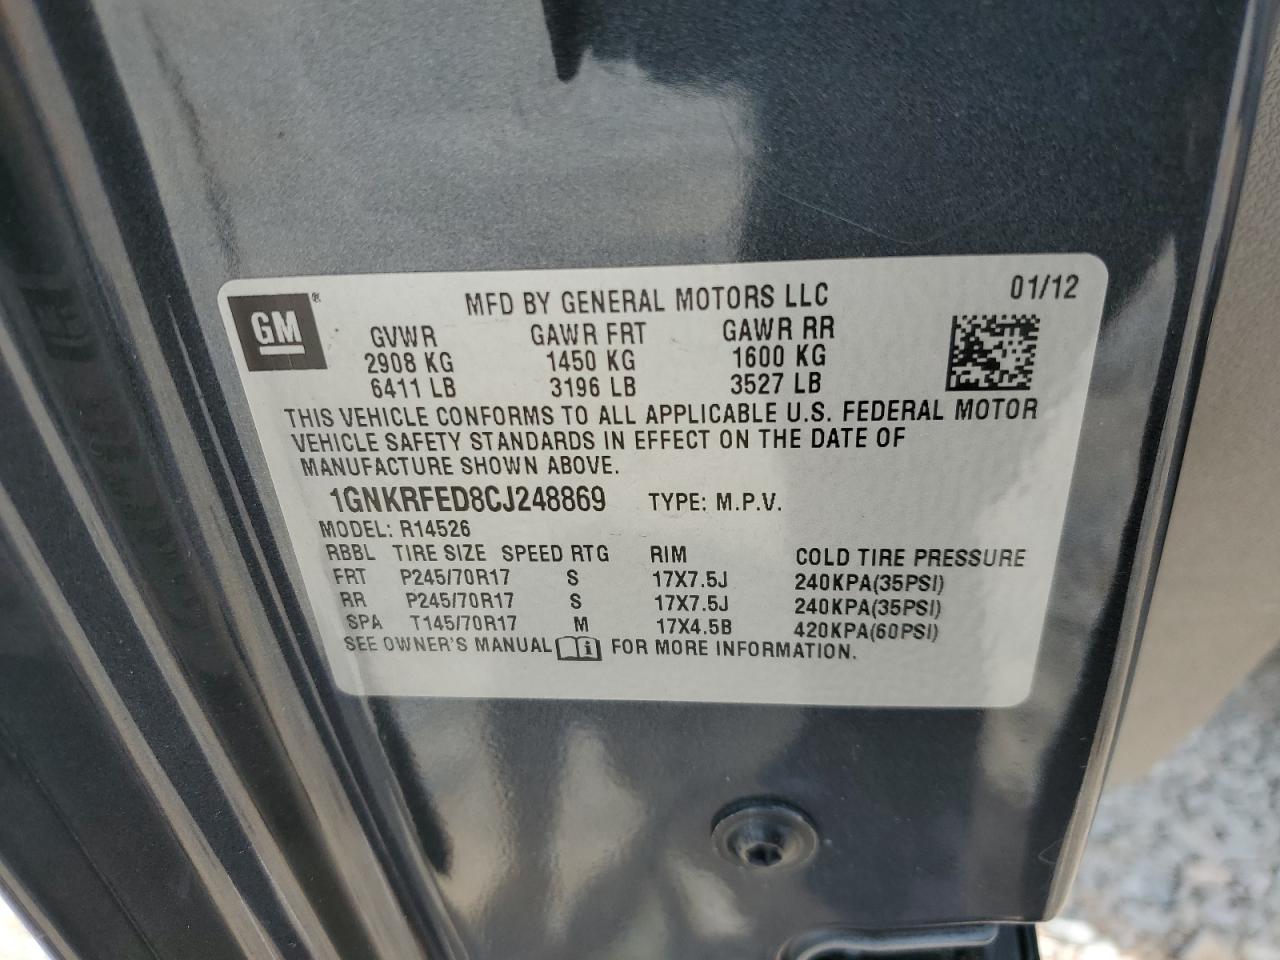 GM®
MFD BY GENERAL MOTORS LLC 01/12
GVWR GAWR FRT GAWR RR
2908 KG 1450 KG 1600 KG
6411 LB 3196 LB 3527 LB
THIS VEHICLE CONFORMS TO ALL APPLICABLE U.S. FEDERAL MOTOR
VEHICLE SAFETY STANDARDS IN EFFECT ON THE DATE OF
MANUFACTURE SHOWN ABOVE.
1GNKRFED8CJ248869 TYPE: M.P.V.
MODEL: R14526
RBBL TIRE SIZE SPEED RTG RIM COLD TIRE PRESSURE
FRT P245/70R17 S 17X7.5J 240KPA(35PSI)
RR P245/70R17 S 17X7.5J 240KPA(35PSI)
SPA T145/70R17 M 17X4.5B 420KPA(60PSI)
SEE OWNER'S MANUAL i FOR MORE INFORMATION.